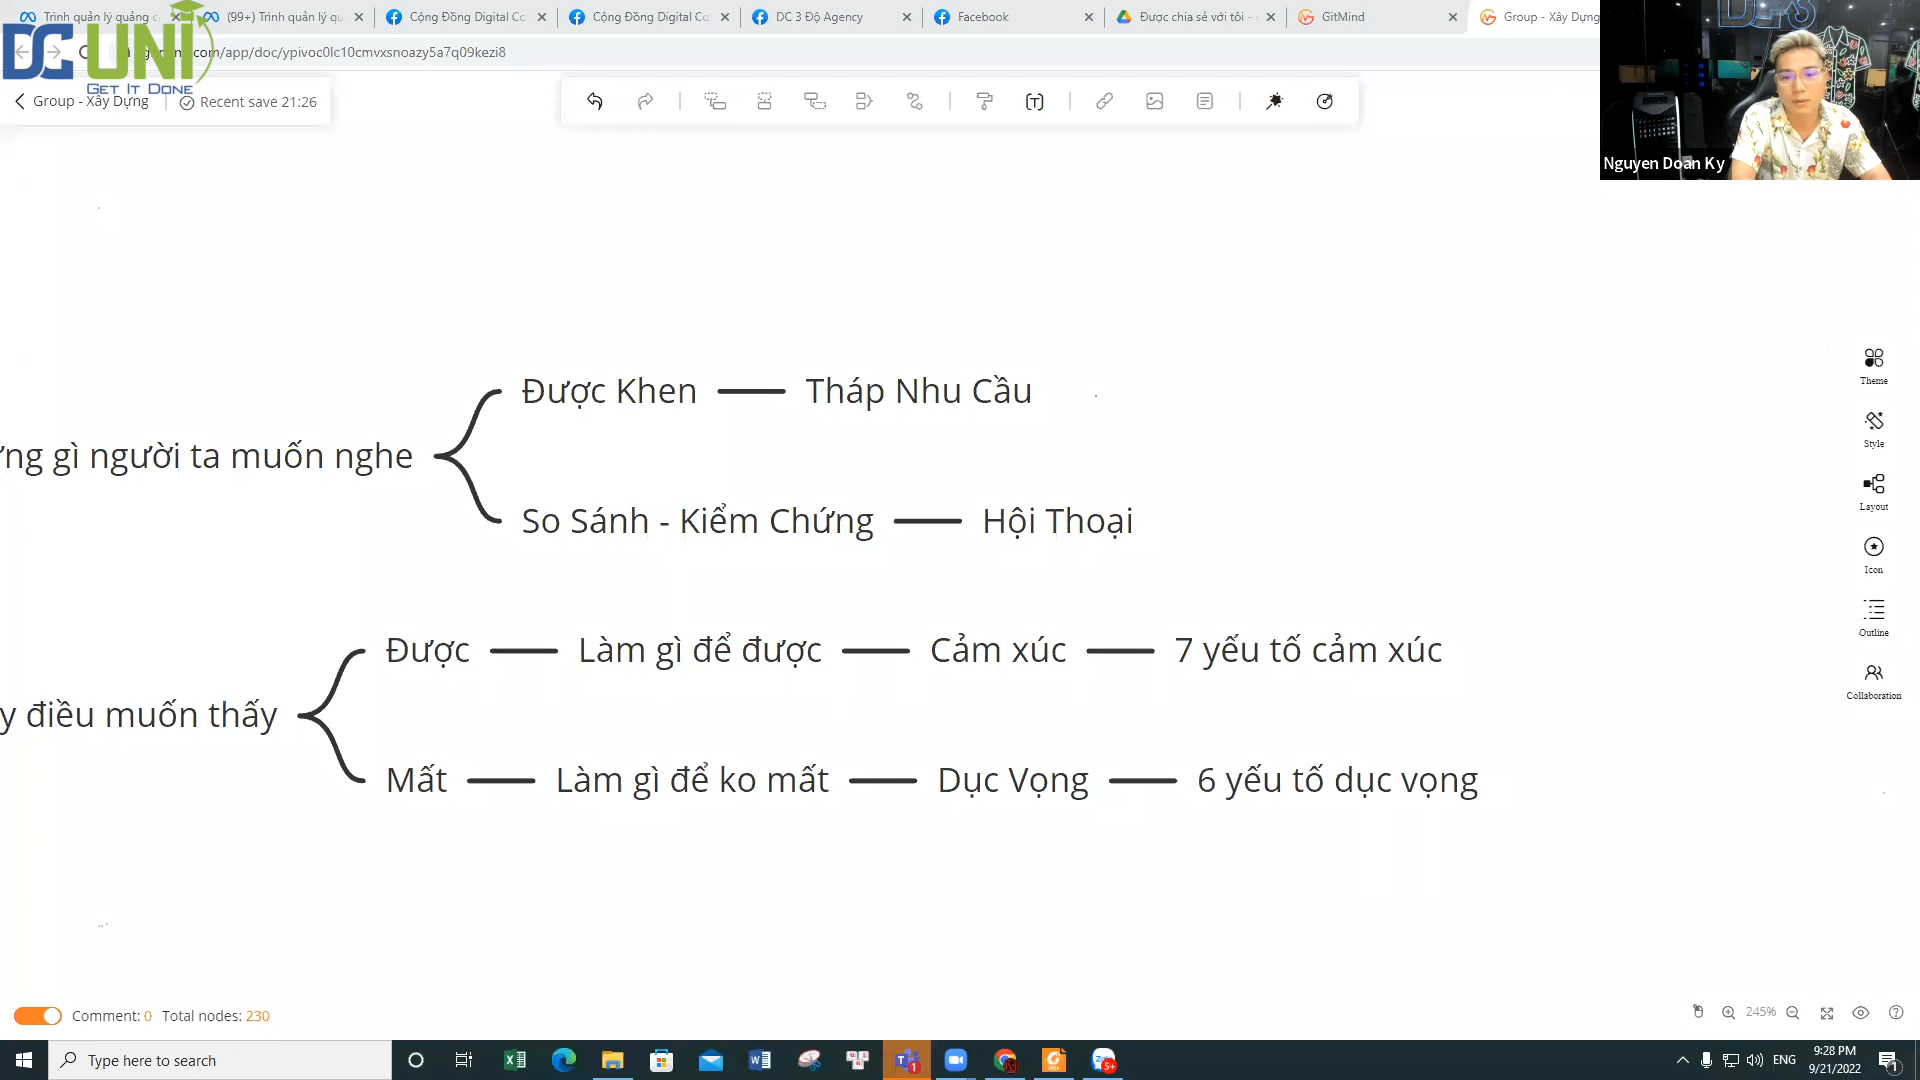 Trình quản lý quảng c
(99+) Trình quản lý qu
Cộng Đồng Digital Cc
Cộng Đồng Digital Cc
DC 3 Độ Agency
Facebook
Được chia sẻ với tôi -
GitMind
Group - Xây Dựng
DC UNI
GET IT DONE
/app/doc/ypivoc0lc10cmvxsnoazy5a7q09kezi8
Group - Xây Dựng
Recent save 21:26
Nguyen Doan Ky
Được Khen
Tháp Nhu Cầu
ng gì người ta muốn nghe
So Sánh - Kiểm Chứng
Hội Thoại
Được
Làm gì để được
Cảm xúc
7 yếu tố cảm xúc
y điều muốn thấy
Mất
Làm gì để ko mất
Dục Vọng
6 yếu tố dục vọng
Theme
Style
Layout
Icon
Outline
Collaboration
Comment: 0
Total nodes: 230
245%
Type here to search
ENG
9:28 PM
9/21/2022